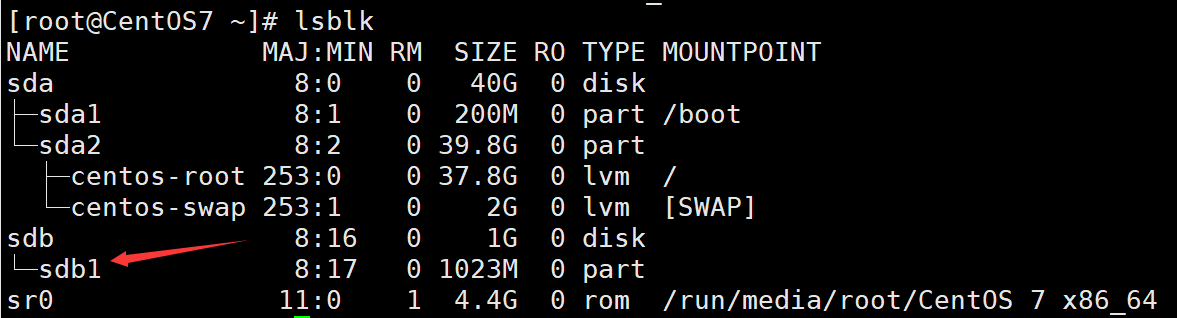 [root@CentOS7 ~]# lsblk
NAME            MAJ:MIN RM  SIZE RO TYPE MOUNTPOINT
sda               8:0    0   40G  0 disk
├─sda1            8:1    0  200M  0 part /boot
└─sda2            8:2    0 39.8G  0 part
  ├─centos-root 253:0    0 37.8G  0 lvm  /
  └─centos-swap 253:1    0    2G  0 lvm  [SWAP]
sdb               8:16   0    1G  0 disk
└─sdb1            8:17   0 1023M  0 part
sr0              11:0    1  4.4G  0 rom  /run/media/root/CentOS 7 x86_64